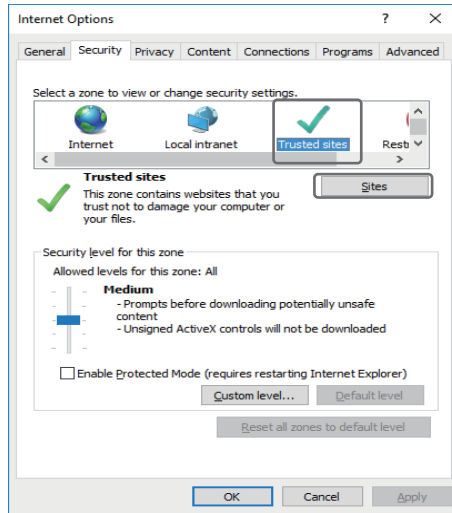 Internet Options ? ×
General Security Privacy Content Connections Programs Advanced
Select a zone to view or change security settings.
Internet Local intranet Trusted sites Restr
Trusted sites
Sites
This zone contains websites that you
trust not to damage your computer or
your files.
Security level for this zone
Allowed levels for this zone: All
Medium
- Prompts before downloading potentially unsafe
content
- Unsigned ActiveX controls will not be downloaded
Enable Protected Mode (requires restarting Internet Explorer)
Custom level... Default level
Reset all zones to default level
OK Cancel Apply